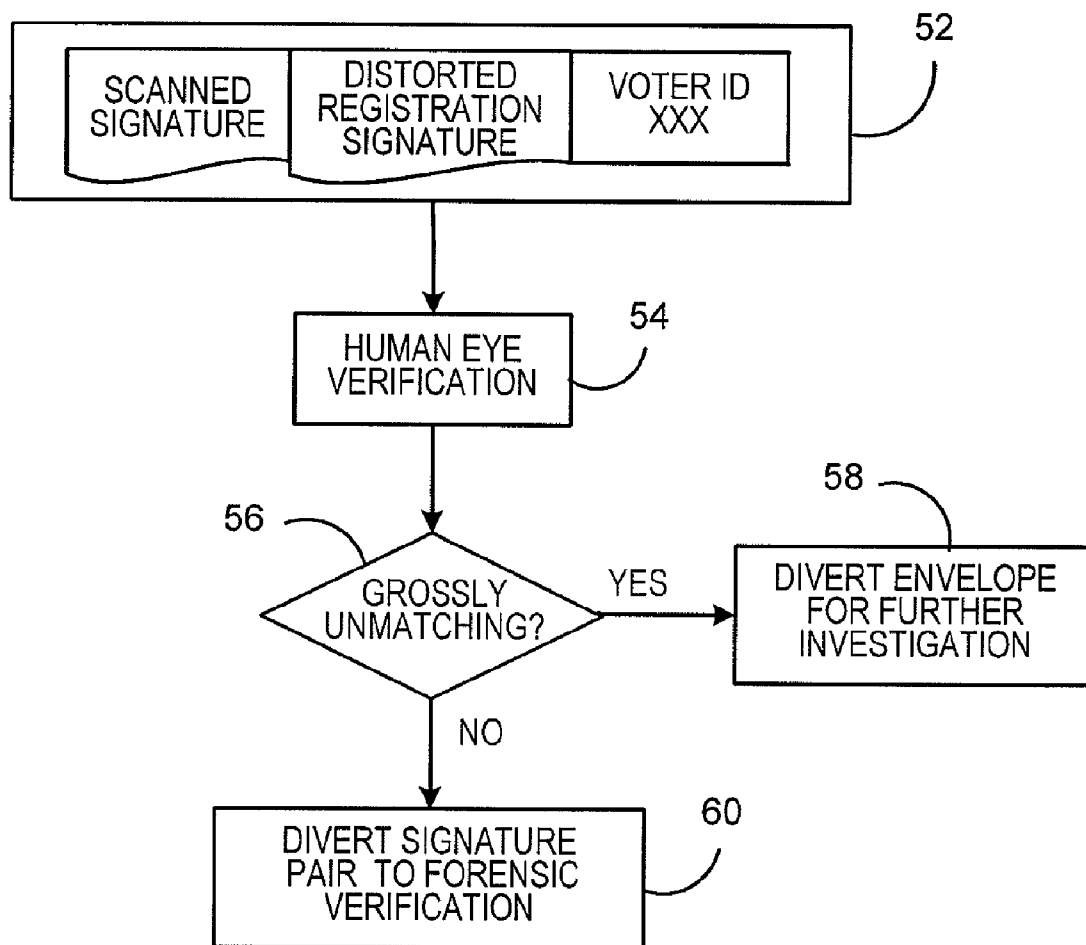 52
SCANNED
SIGNATURE
DISTORTED
REGISTRATION
SIGNATURE
VOTER ID
XXX
54
HUMAN EYE
VERIFICATION
56
GROSSLY
UNMATCHING?
YES
58
DIVERT ENVELOPE
FOR FURTHER
INVESTIGATION
NO
60
DIVERT SIGNATURE
PAIR TO FORENSIC
VERIFICATION